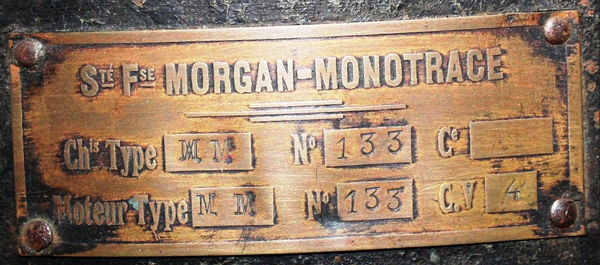 STÉ FSE MORGAN-MONOTRACE
Chis Type M.M. No 133 Ce
Moteur-Type M M No 133 C.V 4